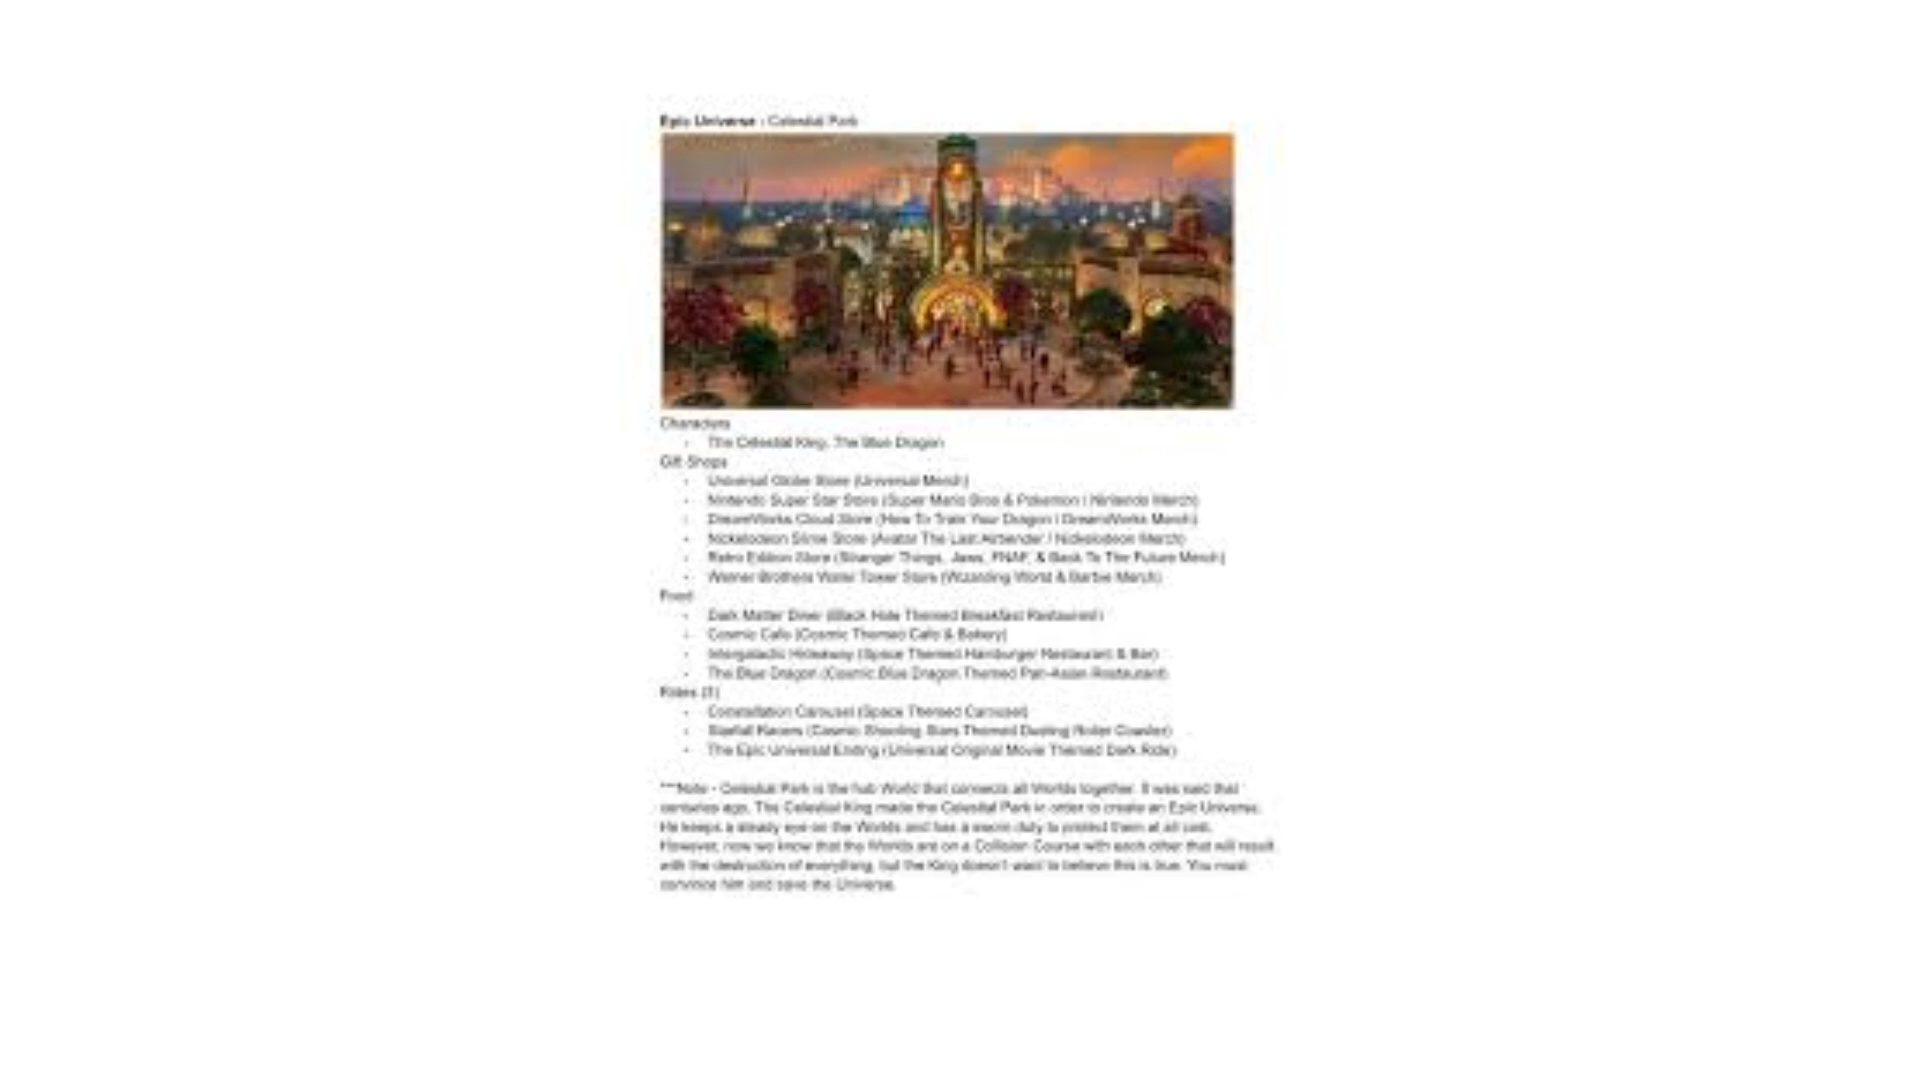 Epic Universe - Celestial Park
Characters
- The Celestial King, The Blue Dragon
Gift Shops
- Universal Globe Store (Universal Merch)
- Nintendo Super Star Store (Super Mario Bros & Pokemon / Nintendo Merch)
- DreamWorks Cloud Store (How To Train Your Dragon / DreamWorks Merch)
- Nickelodeon Slime Store (Avatar The Last Airbender / Nickelodeon Merch)
- Retro Edition Store (Stranger Things, Jaws, FNAF, & Back To The Future Merch)
- Warner Brothers Water Tower Store (Wizarding World & Barbie Merch)
Food
- Dark Matter Diner (Black Hole Themed Breakfast Restaurant)
- Cosmic Cafe (Cosmic Themed Cafe & Bakery)
- Intergalactic Hideaway (Space Themed Hamburger Restaurant & Bar)
- The Blue Dragon (Cosmic Blue Dragon Themed Pan-Asian Restaurant)
Rides (3)
- Constellation Carousel (Space Themed Carousel)
- Starfall Racers (Cosmic Shooting Stars Themed Dueling Roller Coaster)
- The Epic Universal Ending (Universal Original Movie Themed Dark Ride)
***Note - Celestial Park is the hub World that connects all Worlds together. It was said that
centuries ago, The Celestial King made the Celestial Park in order to create an Epic Universe.
He keeps a steady eye on the Worlds and has a sworn duty to protect them at all cost.
However, now we know that the Worlds are on a Collision Course with each other that will result
with the destruction of everything, but the King doesn't want to believe this is true. You must
convince him and save the Universe.